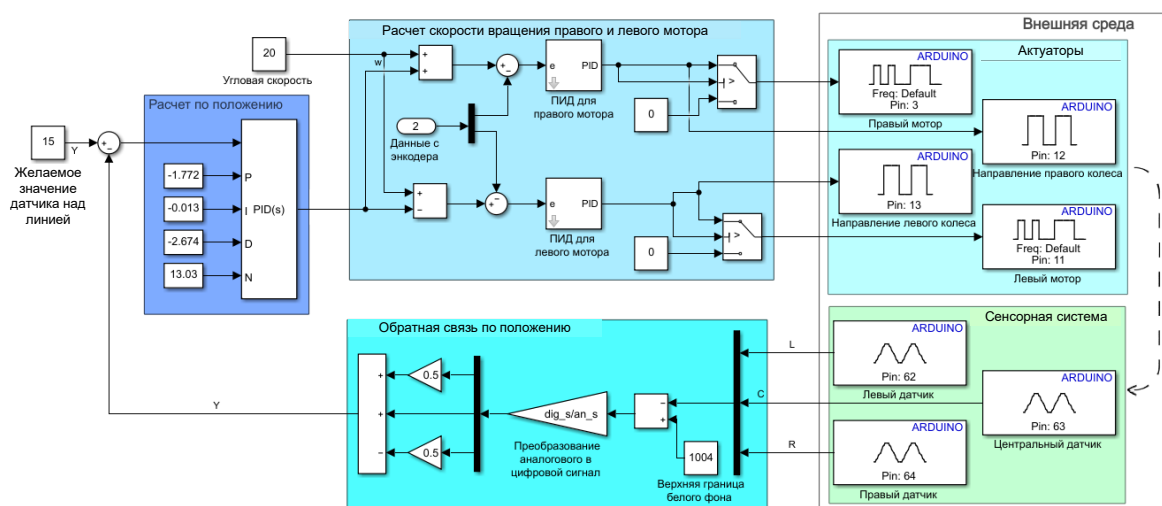 Внешняя среда
Расчет скорости вращения правого и левого мотора
Актуаторы
20
Угловая скорость
w
+
+
+
−
e
PID
ПИД для
правого мотора
>
0
ARDUINO
Freq: Default
Pin: 3
Правый мотор
ARDUINO
Pin: 12
Направление правого колеса
Расчет по положению
15
Y
+
−
Желаемое
значение
датчика над
линией
-1.772
P
-0.013
I
PID(s)
-2.674
D
13.03
N
2
Данные с
энкодера
+
−
+
−
e
PID
ПИД для
левого мотора
>
0
ARDUINO
Pin: 13
Направление левого колеса
ARDUINO
Freq: Default
Pin: 11
Левый мотор
Обратная связь по положению
Сенсорная система
+
0.5
+
−
0.5
Y
dig_s/an_s
Преобразование
аналогового в
цифровой сигнал
−
+
1004
Верхняя граница
белого фона
L
C
R
ARDUINO
Pin: 62
Левый датчик
ARDUINO
Pin: 63
Центральный датчик
ARDUINO
Pin: 64
Правый датчик